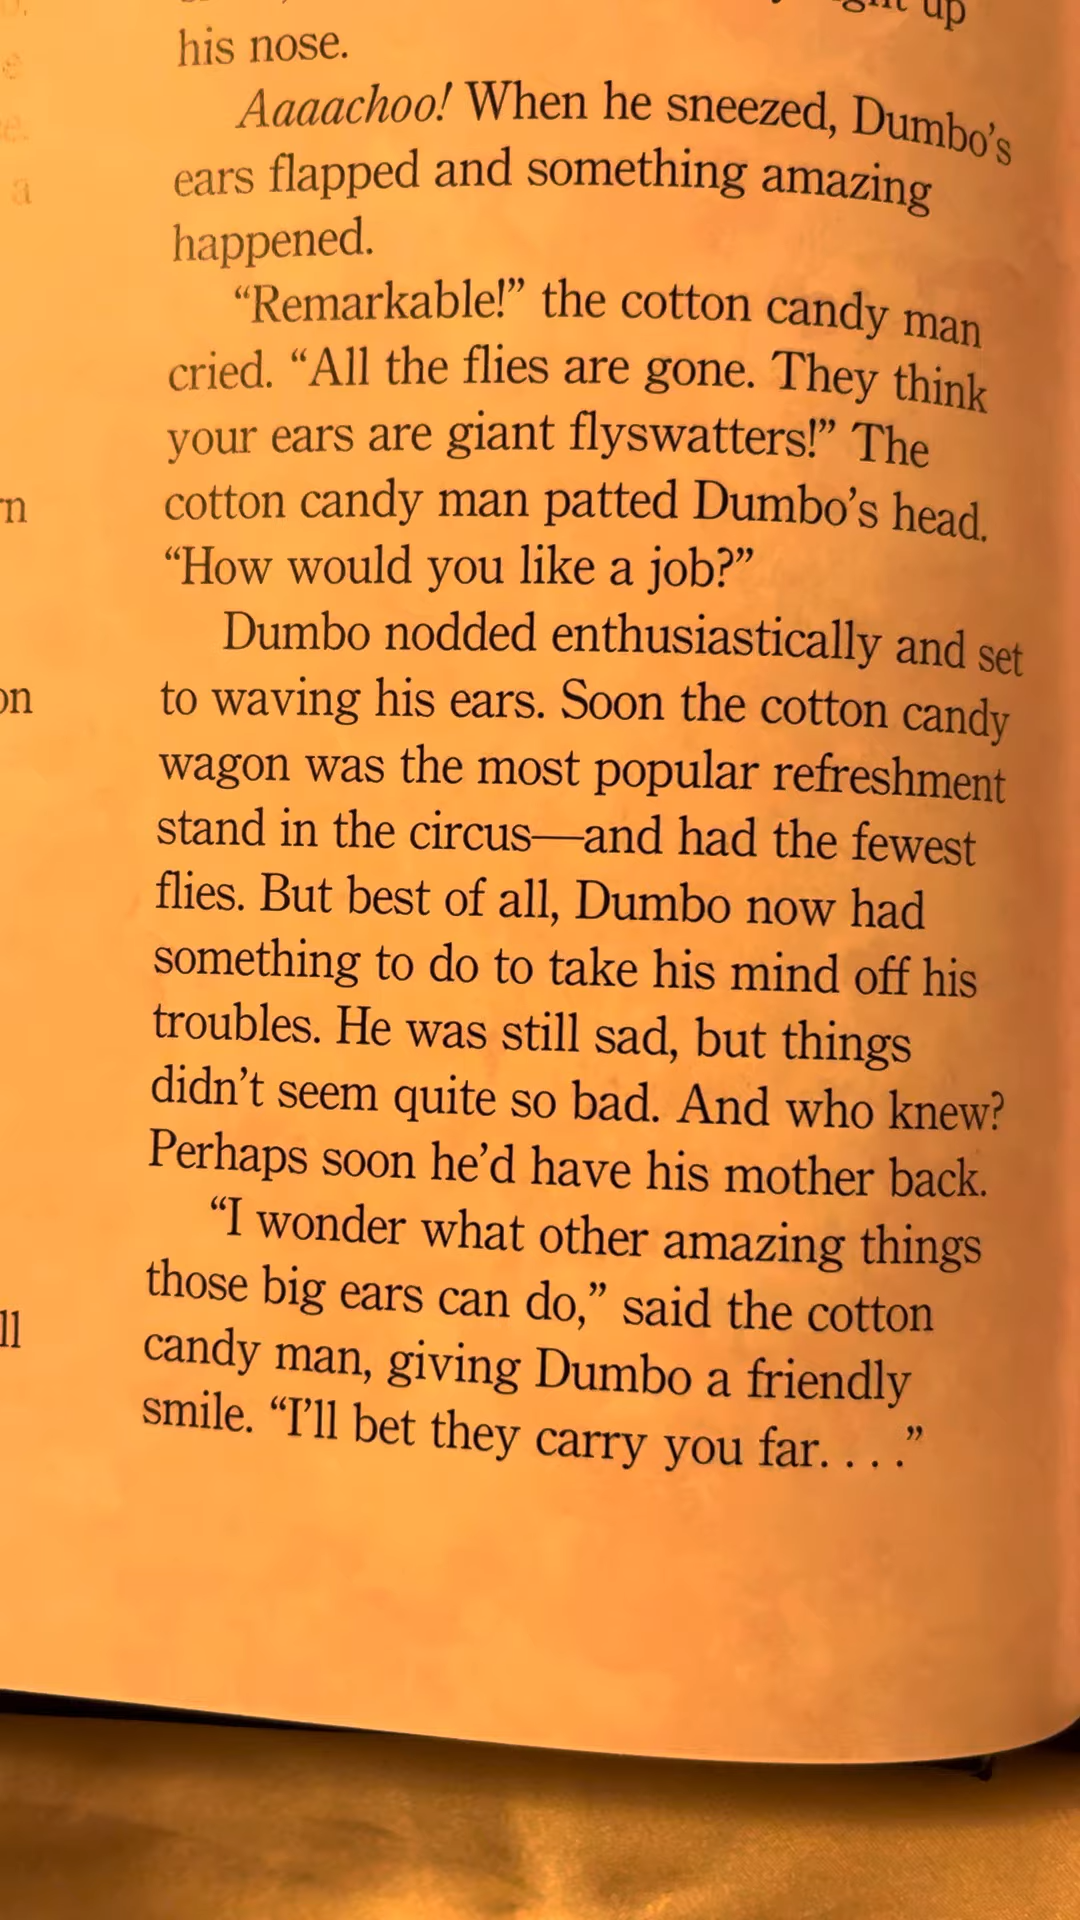 up
his nose.
Aaaachoo! When he sneezed, Dumbo's
ears flapped and something amazing
happened.
“Remarkable!” the cotton candy man
cried. “All the flies are gone. They think
your ears are giant flyswatters!” The
cotton candy man patted Dumbo’s head.
“How would you like a job?”
Dumbo nodded enthusiastically and set
to waving his ears. Soon the cotton candy
wagon was the most popular refreshment
stand in the circus—and had the fewest
flies. But best of all, Dumbo now had
something to do to take his mind off his
troubles. He was still sad, but things
didn’t seem quite so bad. And who knew?
Perhaps soon he’d have his mother back.
“I wonder what other amazing things
those big ears can do,” said the cotton
candy man, giving Dumbo a friendly
smile. “I’ll bet they carry you far. . . .”